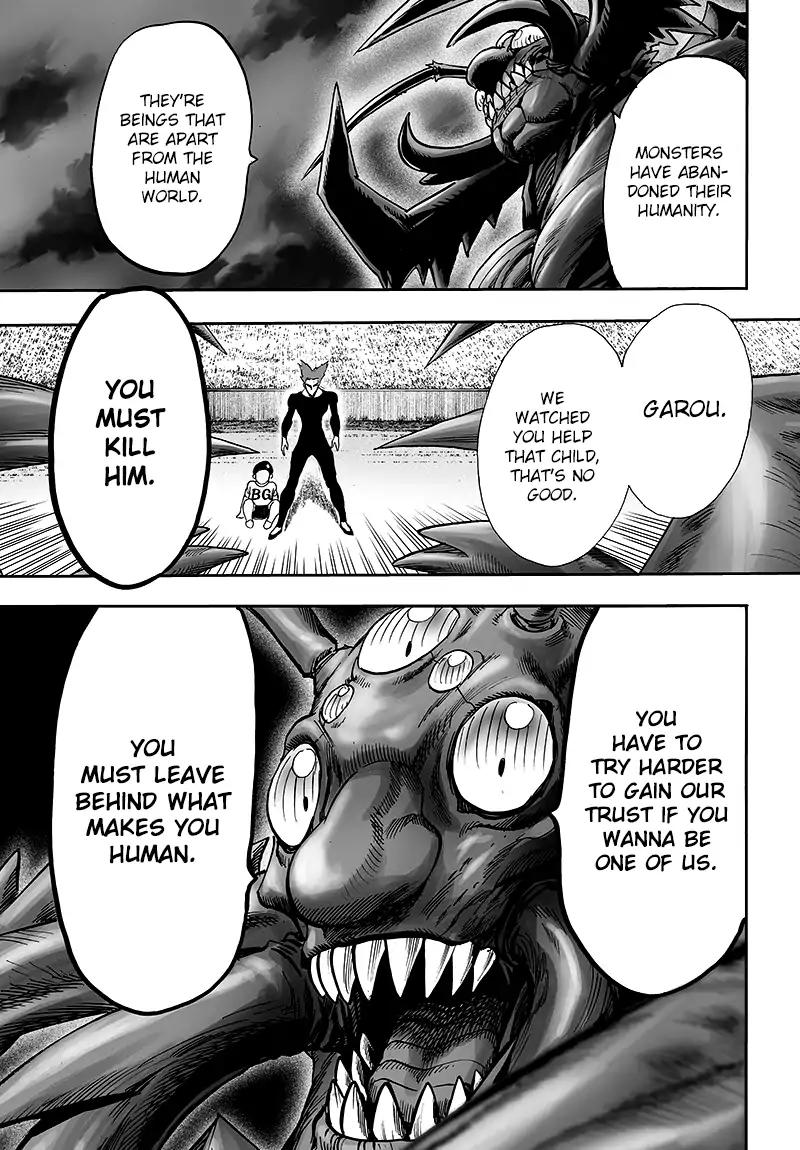 MONSTERS
HAVE ABAN-
DONED THEIR
HUMANITY.
THEY'RE
BEINGS THAT
ARE APART
FROM THE
HUMAN
WORLD.
GAROU.
WE
WATCHED
YOU HELP
THAT CHILD,
THAT'S NO
GOOD.
BG
YOU
MUST
KILL
HIM.
YOU
HAVE TO
TRY HARDER
TO GAIN OUR
TRUST IF YOU
WANNA BE
ONE OF US.
YOU
MUST LEAVE
BEHIND WHAT
MAKES YOU
HUMAN.